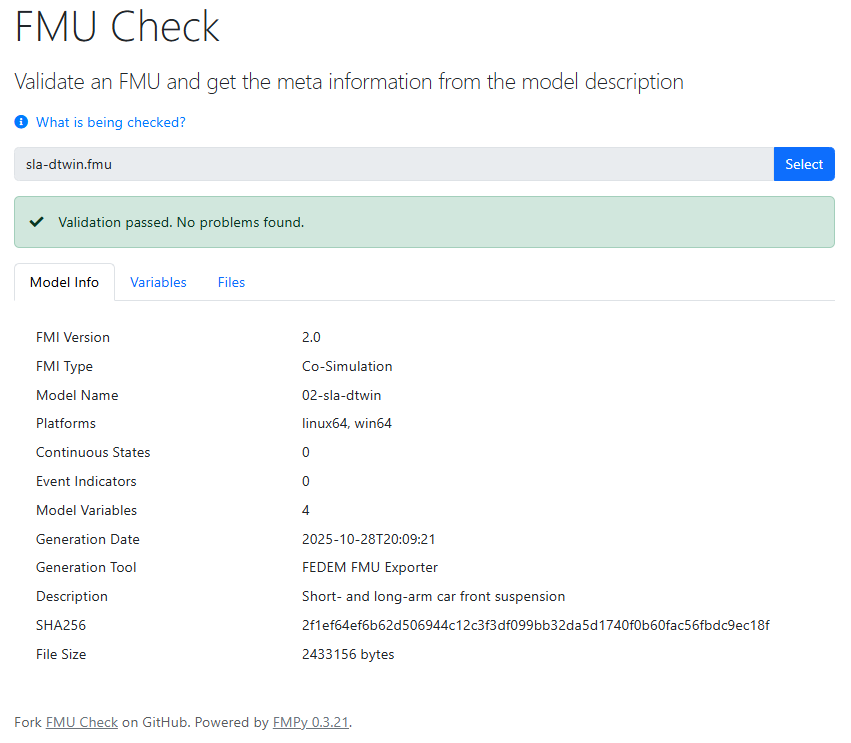 FMU Check
Validate an FMU and get the meta information from the model description
What is being checked?
sla-dtwin.fmu Select
Validation passed. No problems found.
Model Info Variables Files
FMI Version 2.0
FMI Type Co-Simulation
Model Name 02-sla-dtwin
Platforms linux64, win64
Continuous States 0
Event Indicators 0
Model Variables 4
Generation Date 2025-10-28T20:09:21
Generation Tool FEDEM FMU Exporter
Description Short- and long-arm car front suspension
SHA256 2f1ef64ef6b62d506944c12c3f3df099bb32da5d1740f0b60fac56fbdc9ec18f
File Size 2433156 bytes
Fork FMU Check on GitHub. Powered by FMPy 0.3.21.